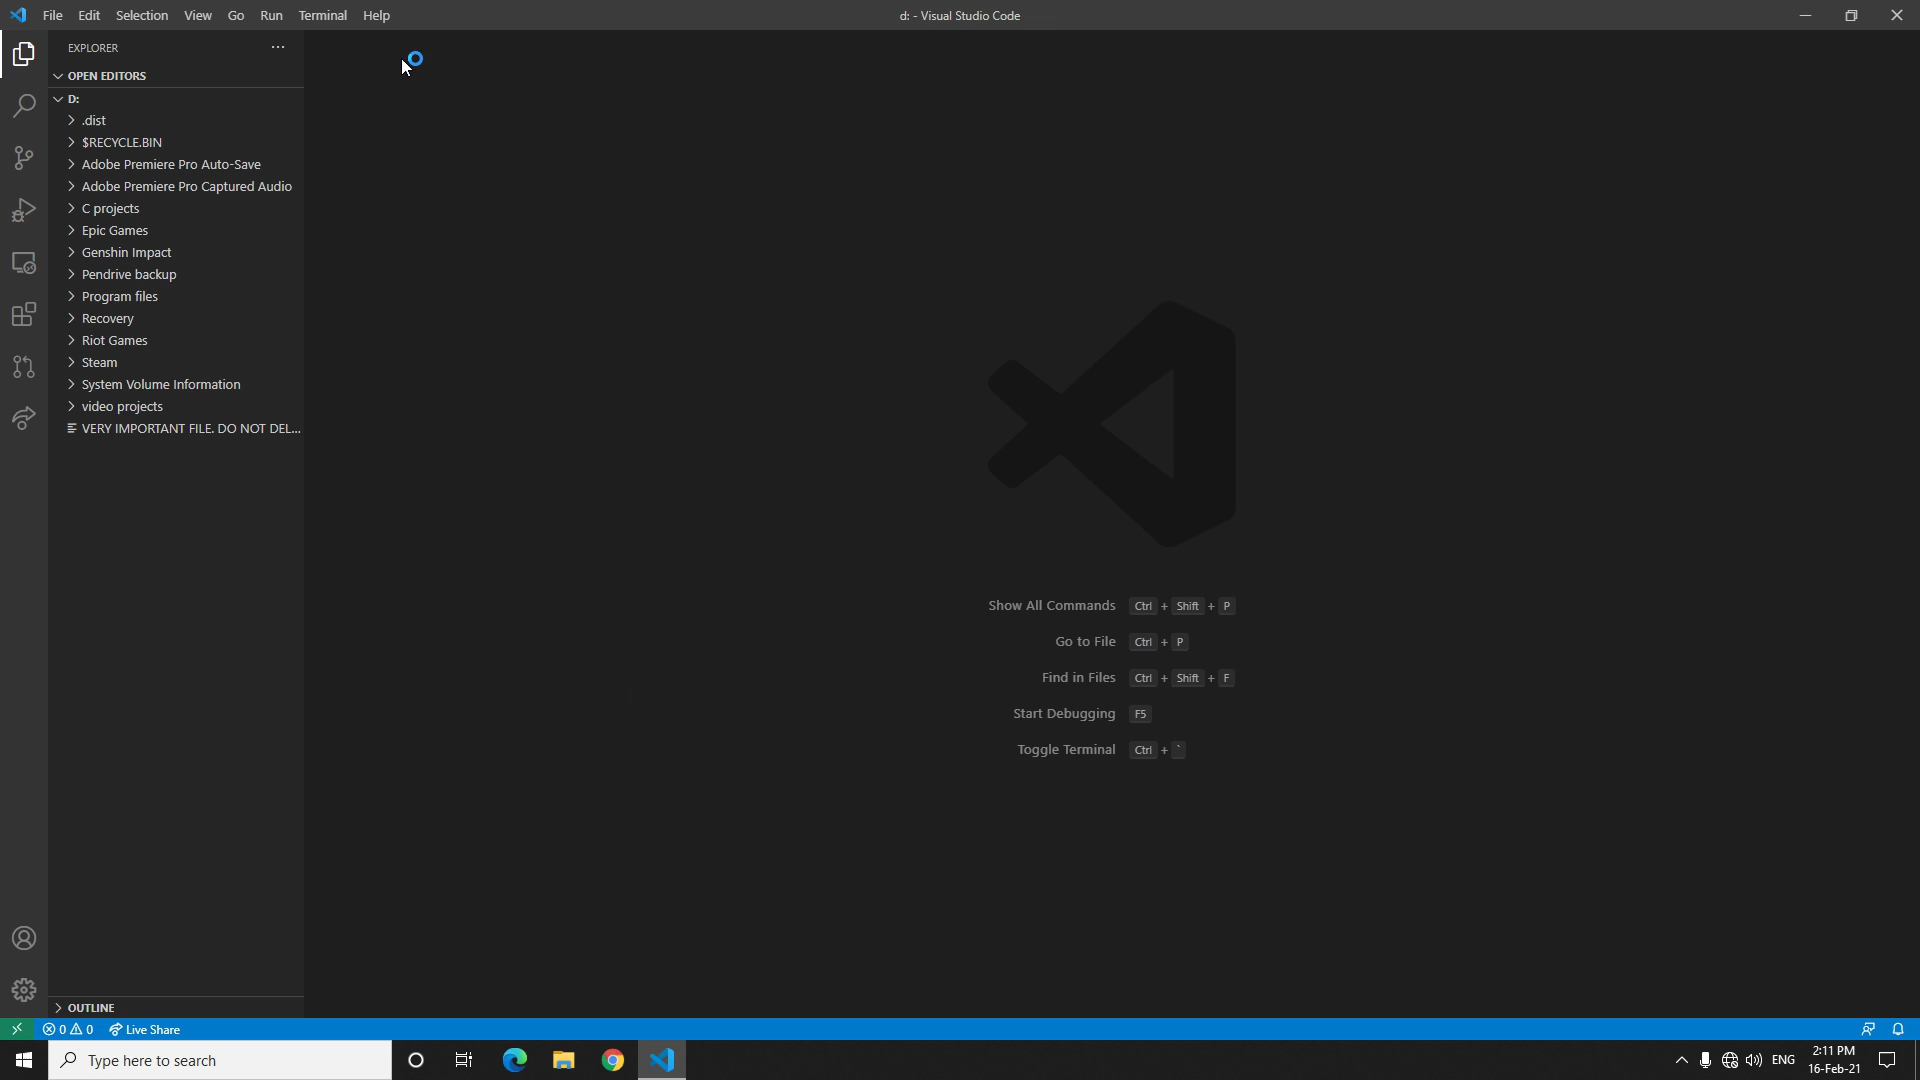 File Edit Selection View Go Run Terminal Help
d: - Visual Studio Code
EXPLORER
OPEN EDITORS
D:
.dist
$RECYCLE.BIN
Adobe Premiere Pro Auto-Save
Adobe Premiere Pro Captured Audio
C projects
Epic Games
Genshin Impact
Pendrive backup
Program files
Recovery
Riot Games
Steam
System Volume Information
video projects
VERY IMPORTANT FILE. DO NOT DEL...
Show All Commands Ctrl + Shift + P
Go to File Ctrl + P
Find in Files Ctrl + Shift + F
Start Debugging F5
Toggle Terminal Ctrl + `
OUTLINE
0 0 Live Share
Type here to search
ENG
2:11 PM
16-Feb-21